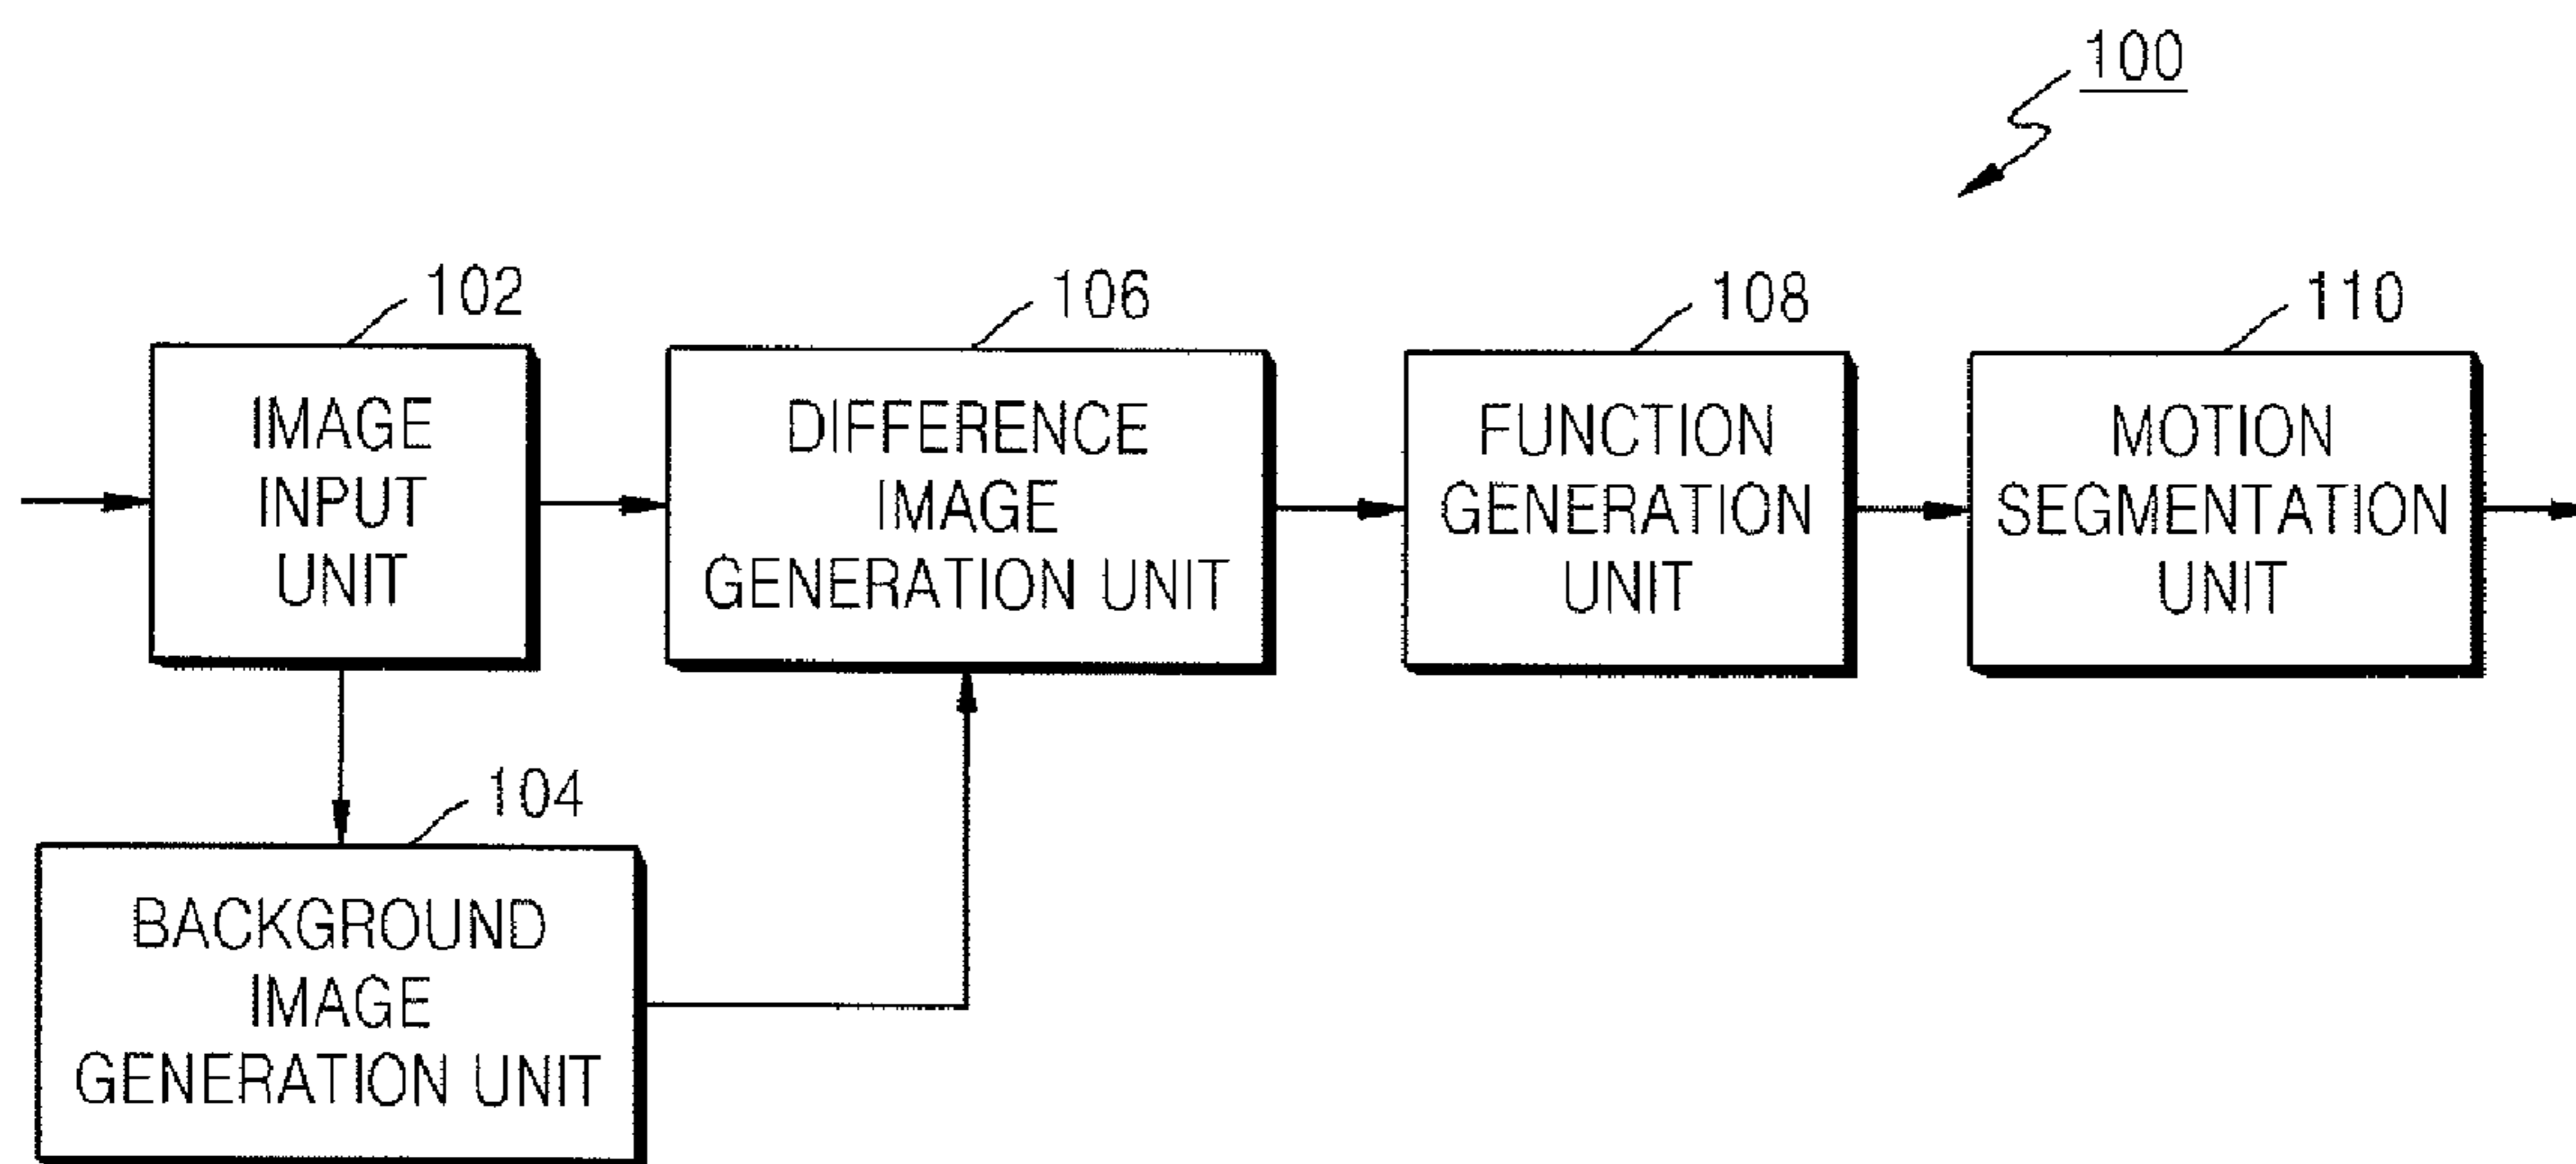 100
102
IMAGE
INPUT
UNIT
106
DIFFERENCE
IMAGE
GENERATION UNIT
108
FUNCTION
GENERATION
UNIT
110
MOTION
SEGMENTATION
UNIT
104
BACKGROUND
IMAGE
GENERATION UNIT